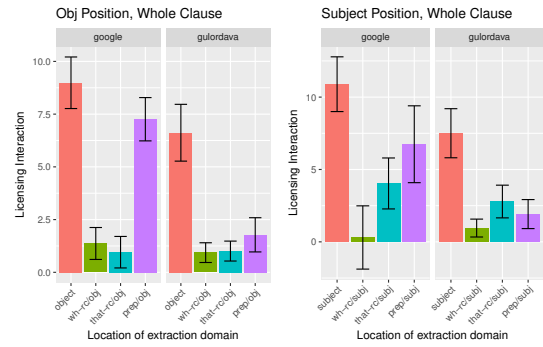 Obj Position, Whole Clause
google gulordava
Licensing Interaction
10.0
7.5
5.0
2.5
0.0
object wh-rc/obj that-rc/obj prep/obj object wh-rc/obj that-rc/obj prep/obj
Location of extraction domain
Subject Position, Whole Clause
google gulordava
Licensing Interaction
10
5
0
subject wh-rc/subj that-rc/subj prep/subj subject wh-rc/subj that-rc/subj prep/subj
Location of extraction domain